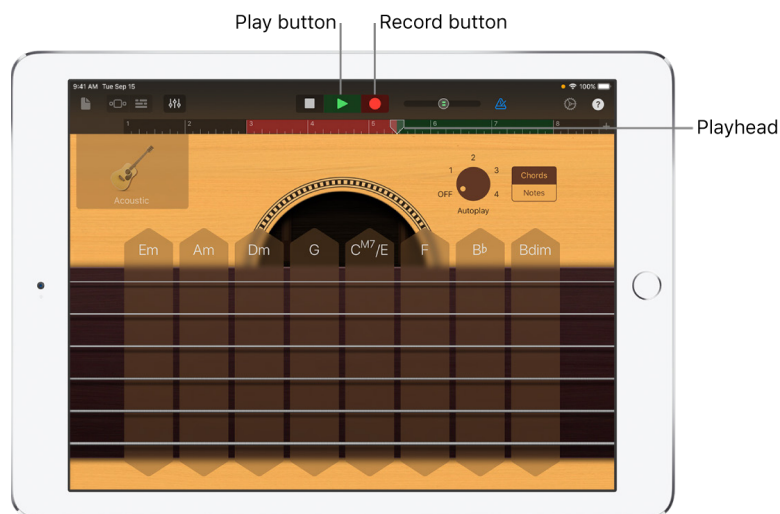 Play button
Record button
9:41 AM Tue Sep 15
100%
?
1 2 3 4 5 6 7 8 +
Playhead
Acoustic
2
1 3
OFF 4
Autoplay
Chords
Notes
Em Am Dm G CM7/E F B♭ Bdim